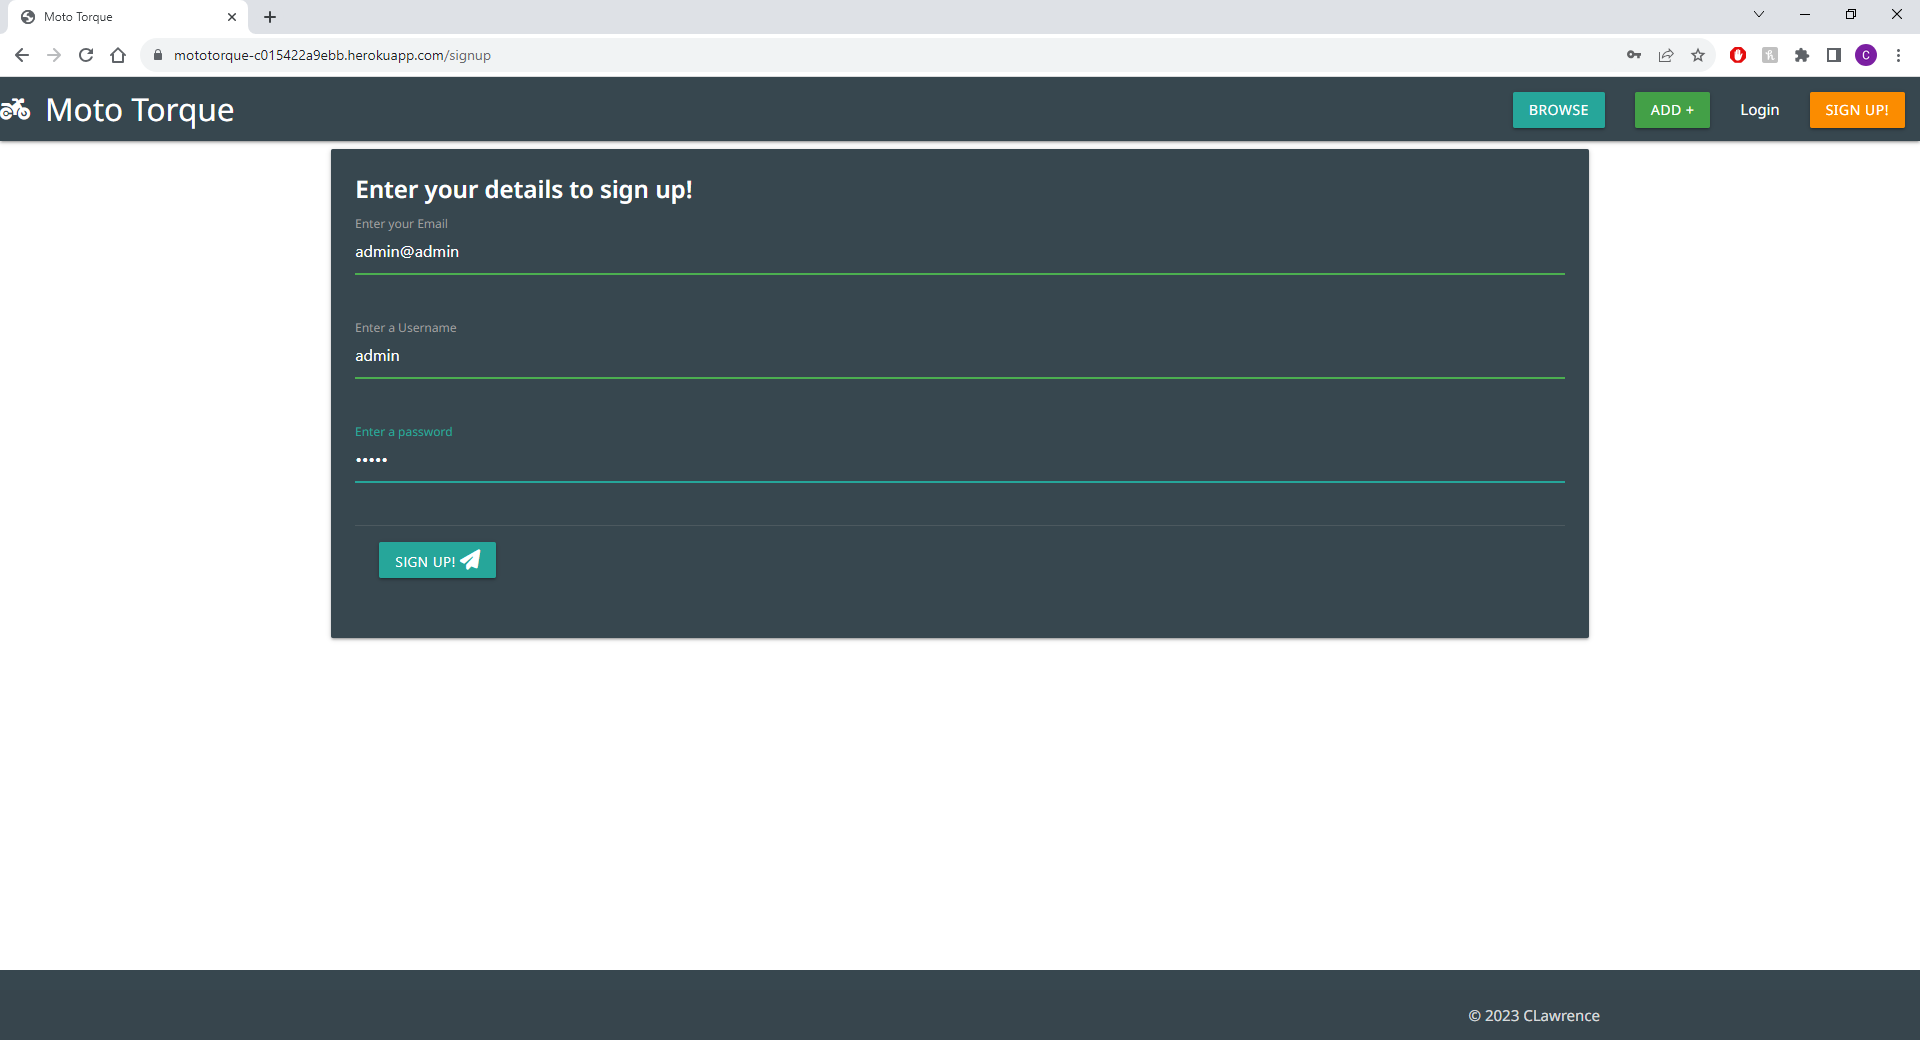 Moto Torque
mototorque-c015422a9ebb.herokuapp.com/signup
C
Moto Torque
BROWSE
ADD +
Login
SIGN UP!
Enter your details to sign up!
Enter your Email
admin@admin
Enter a Username
admin
Enter a password
•••••
SIGN UP!
© 2023 CLawrence